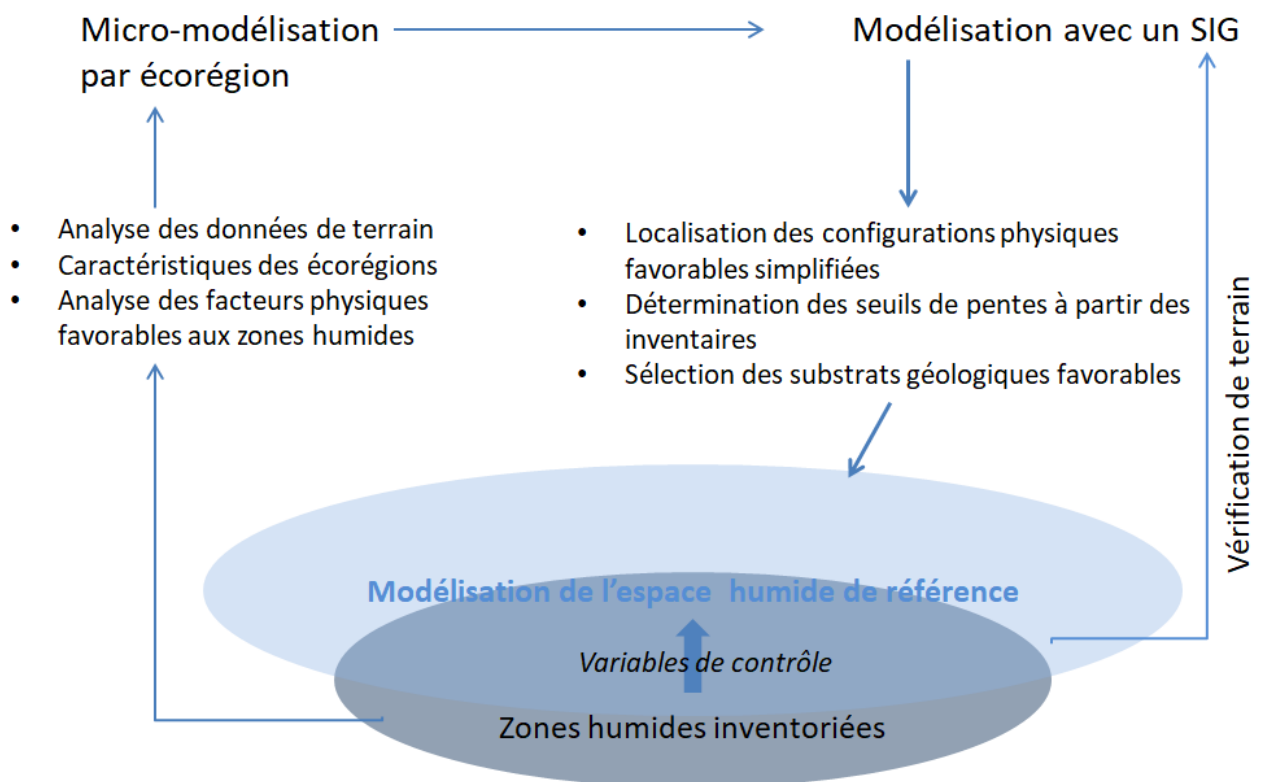 Micro-modélisation
par écorégion
Modélisation avec un SIG
• Analyse des données de terrain
• Caractéristiques des écorégions
• Analyse des facteurs physiques
favorables aux zones humides
• Localisation des configurations physiques
favorables simplifiées
• Détermination des seuils de pentes à partir des
inventaires
• Sélection des substrats géologiques favorables
Vérification de terrain
Modélisation de l'espace humide de référence
Variables de contrôle
Zones humides inventoriées